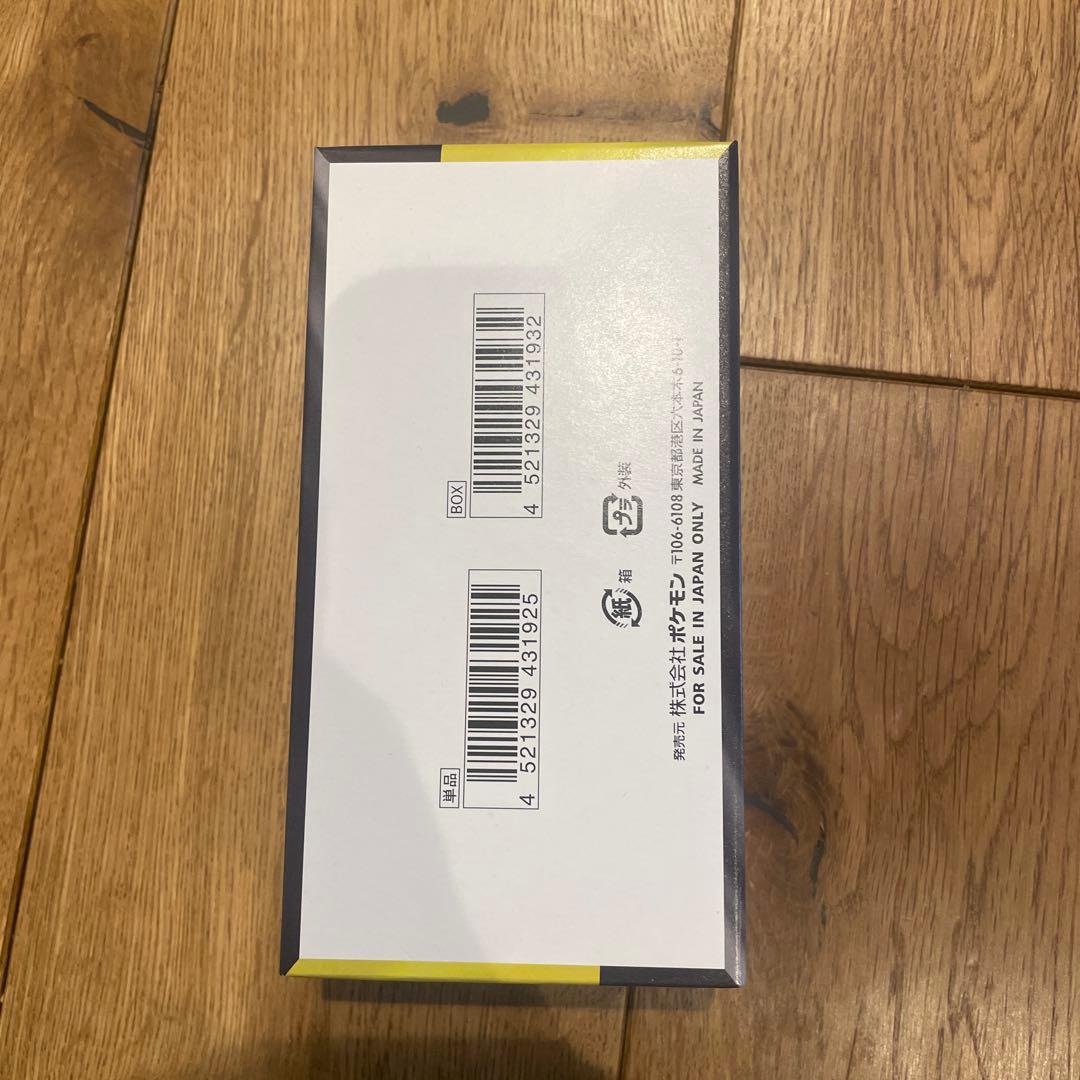 単品
4 521329 431925
BOX
4 521329 431932
紙 箱
プラ 外装
発売元 株式会社ポケモン 〒106-6108 東京都港区六本木6-10-1
FOR SALE IN JAPAN ONLY MADE IN JAPAN